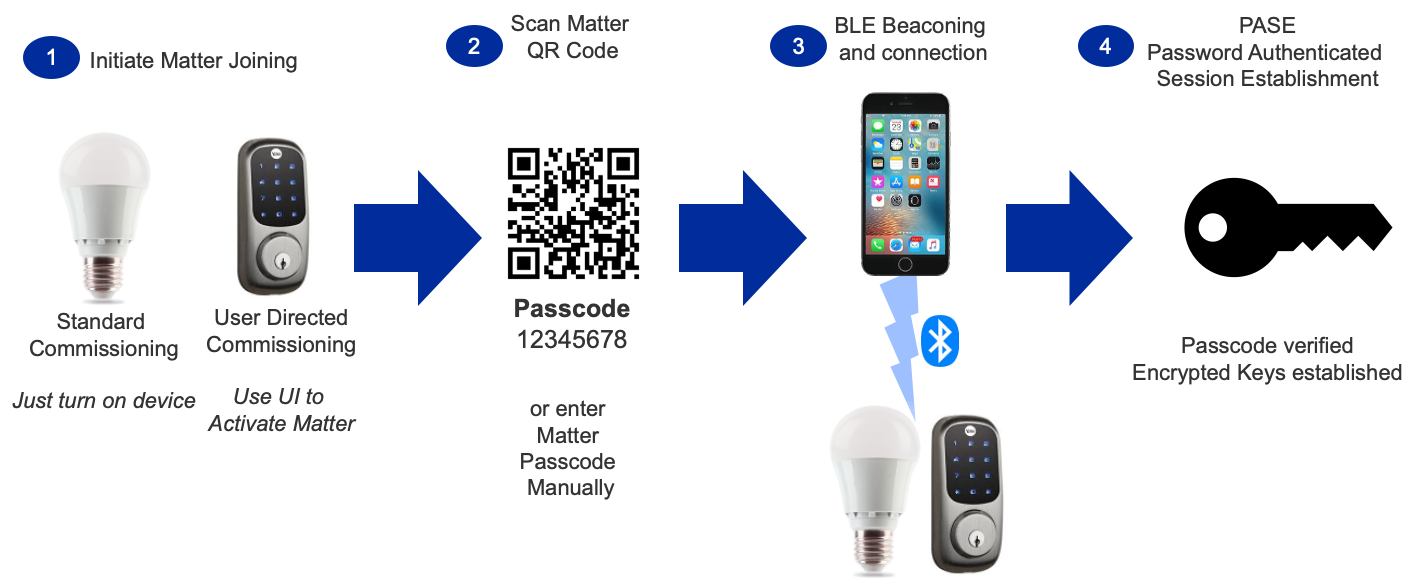 1
Initiate Matter Joining
Standard
Commissioning
Just turn on device
User Directed
Commissioning
Use UI to
Activate Matter
2
Scan Matter
QR Code
Passcode
12345678
or enter
Matter
Passcode
Manually
3
BLE Beaconing
and connection
4
PASE
Password Authenticated
Session Establishment
Passcode verified
Encrypted Keys established